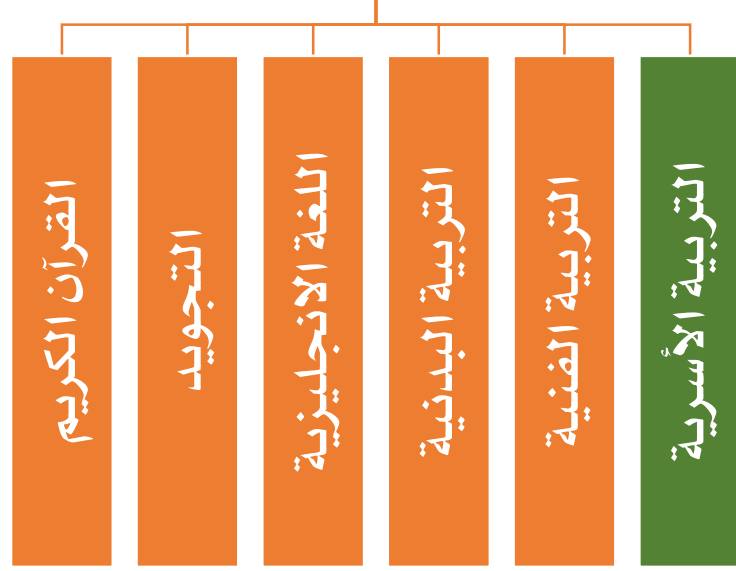 التربية الأسرية
التربية الفنية
التربية البدنية
اللغة الانجليزية
التجويد
القرآن الكريم